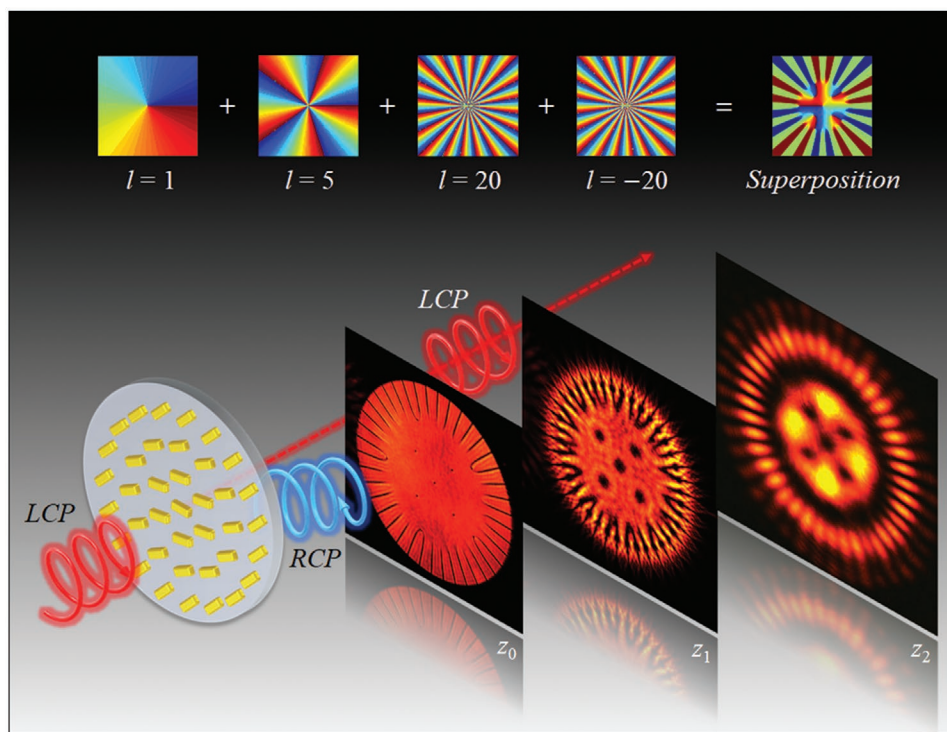 + + + =
l = 1 l = 5 l = 20 l = −20 Superposition
LCP
LCP
RCP
z0 z1 z2